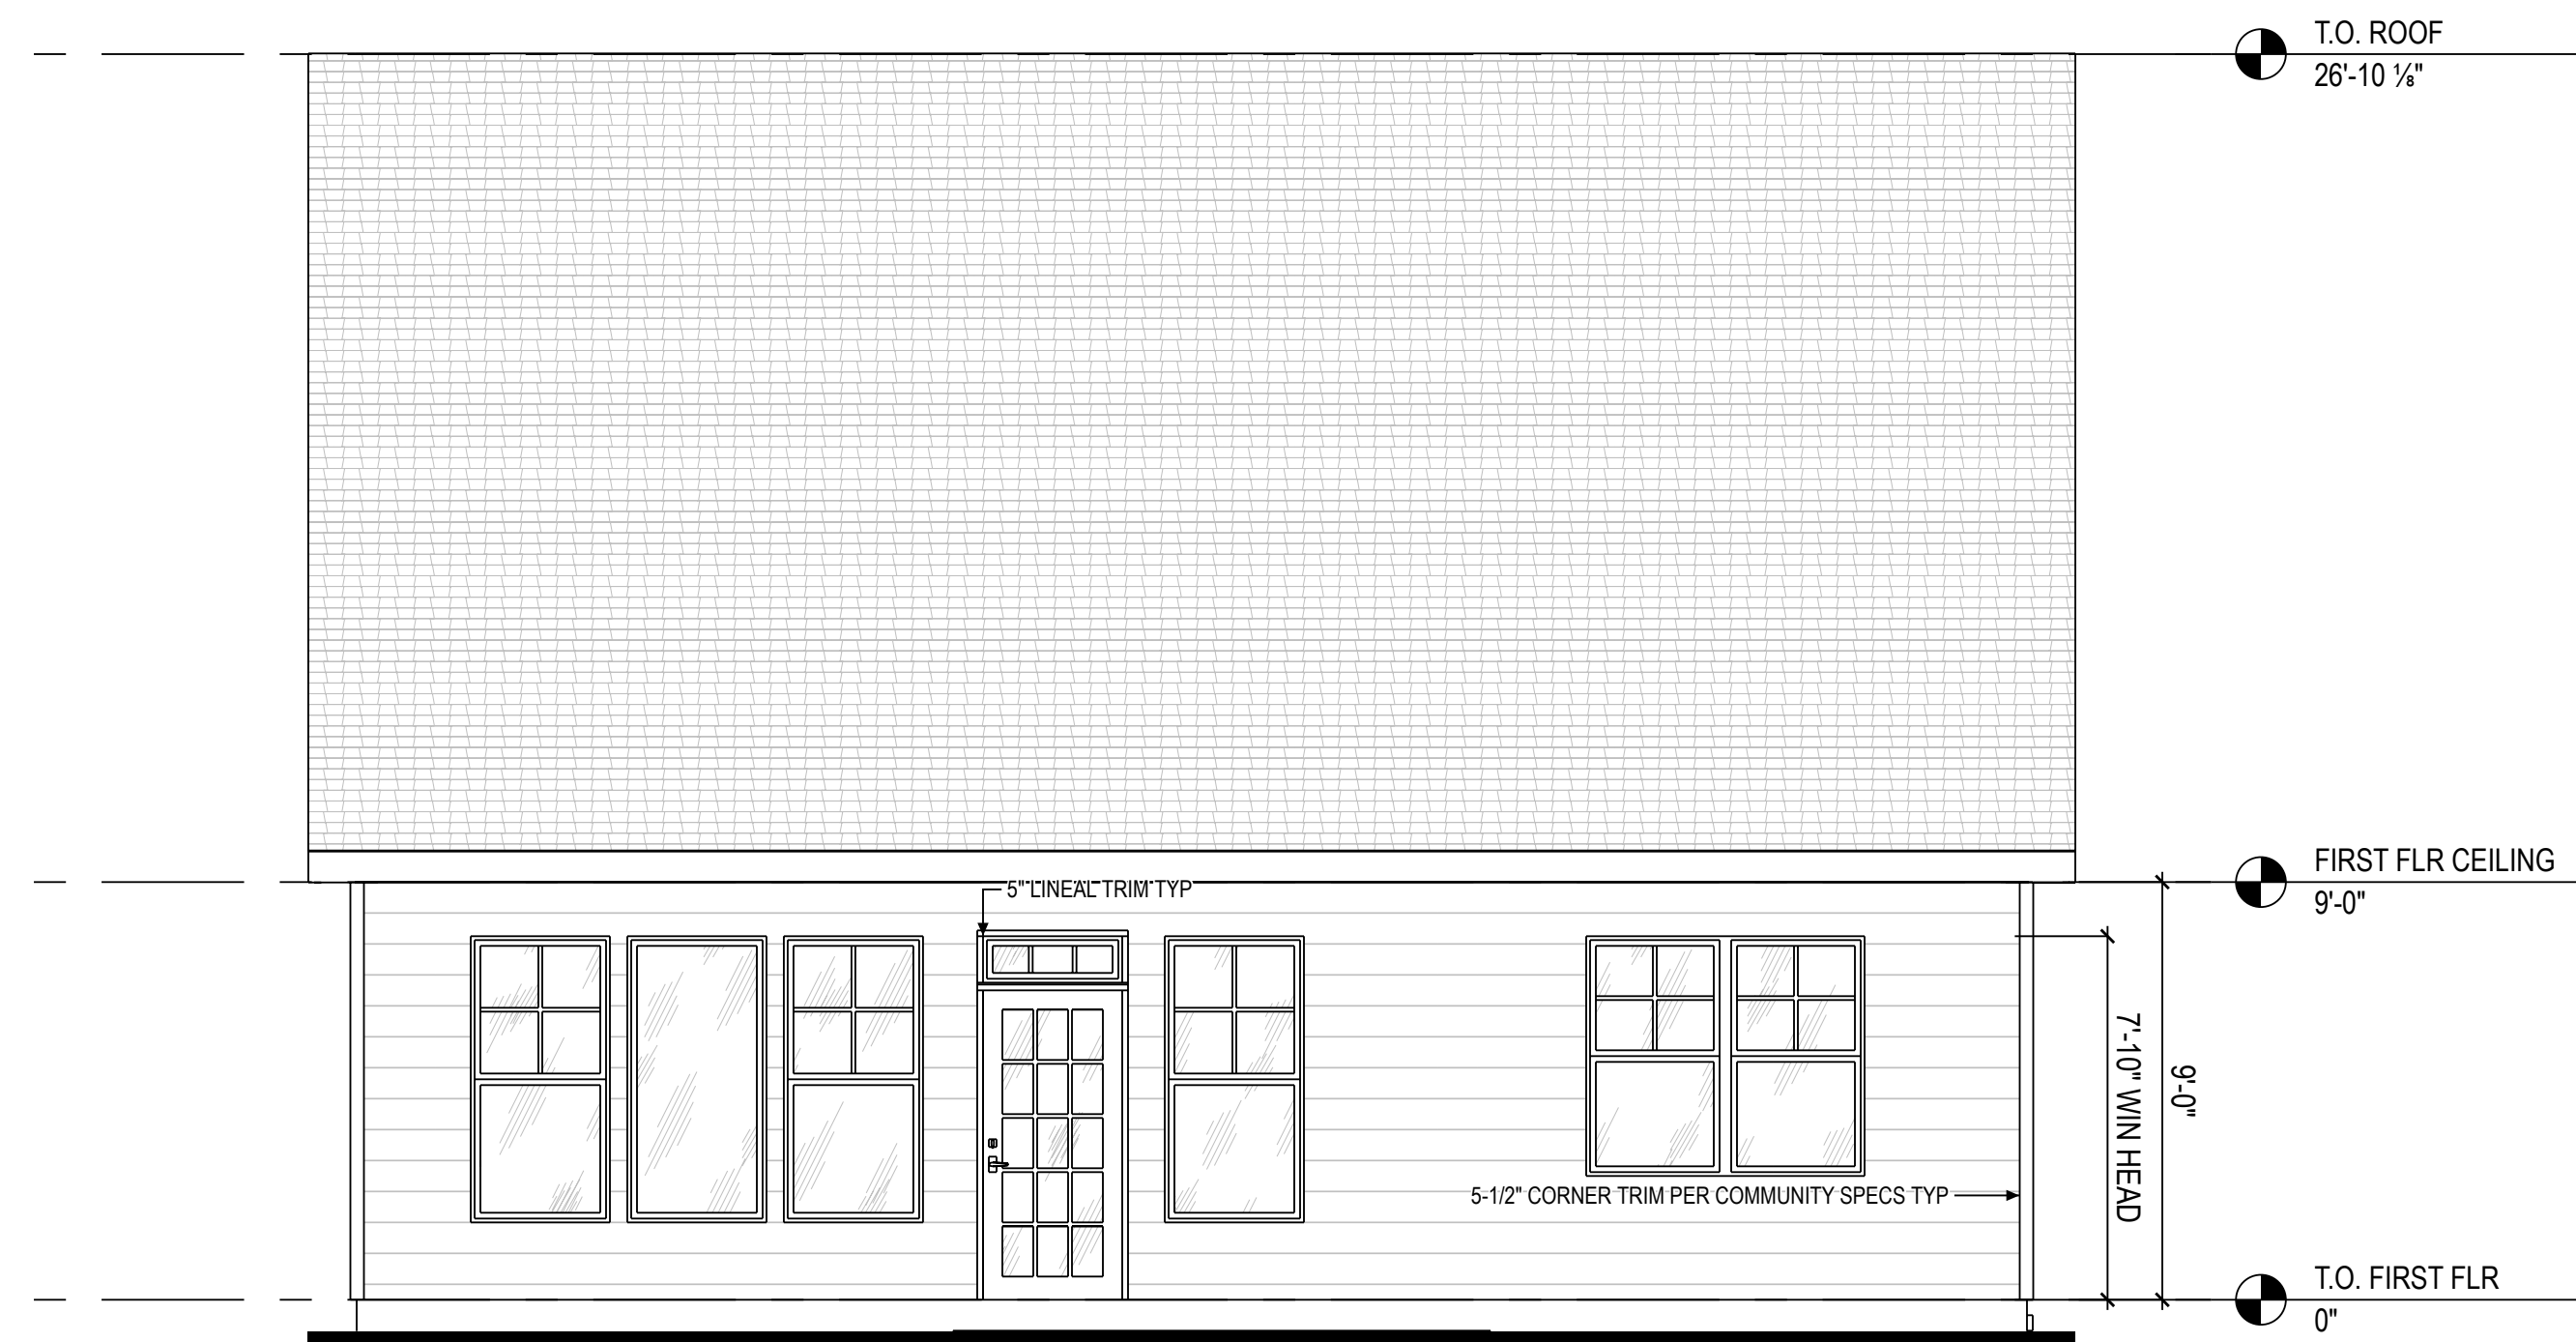 T.O. ROOF
26'-10 ⅛"
FIRST FLR CEILING
9'-0"
5" LINEAL TRIM TYP
7'-10" WIN HEAD
9'-0"
5-1/2" CORNER TRIM PER COMMUNITY SPECS TYP
T.O. FIRST FLR
0"